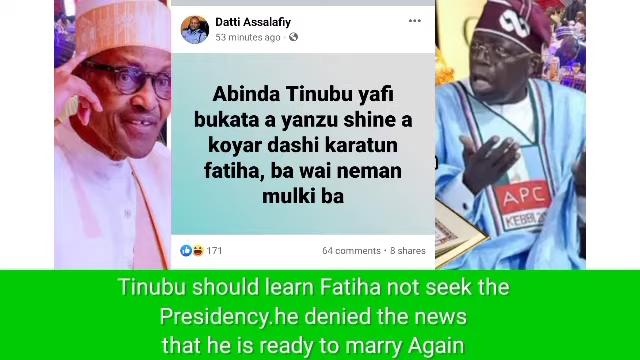 Datti Assalafiy
53 minutes ago ·
Abinda Tinubu yafi
bukata a yanzu shine a
koyar dashi karatun
fatiha, ba wai neman
mulki ba
171
64 comments · 8 shares
APC
Tinubu should learn Fatiha not seek the
Presidency.he denied the news
that he is ready to marry Again